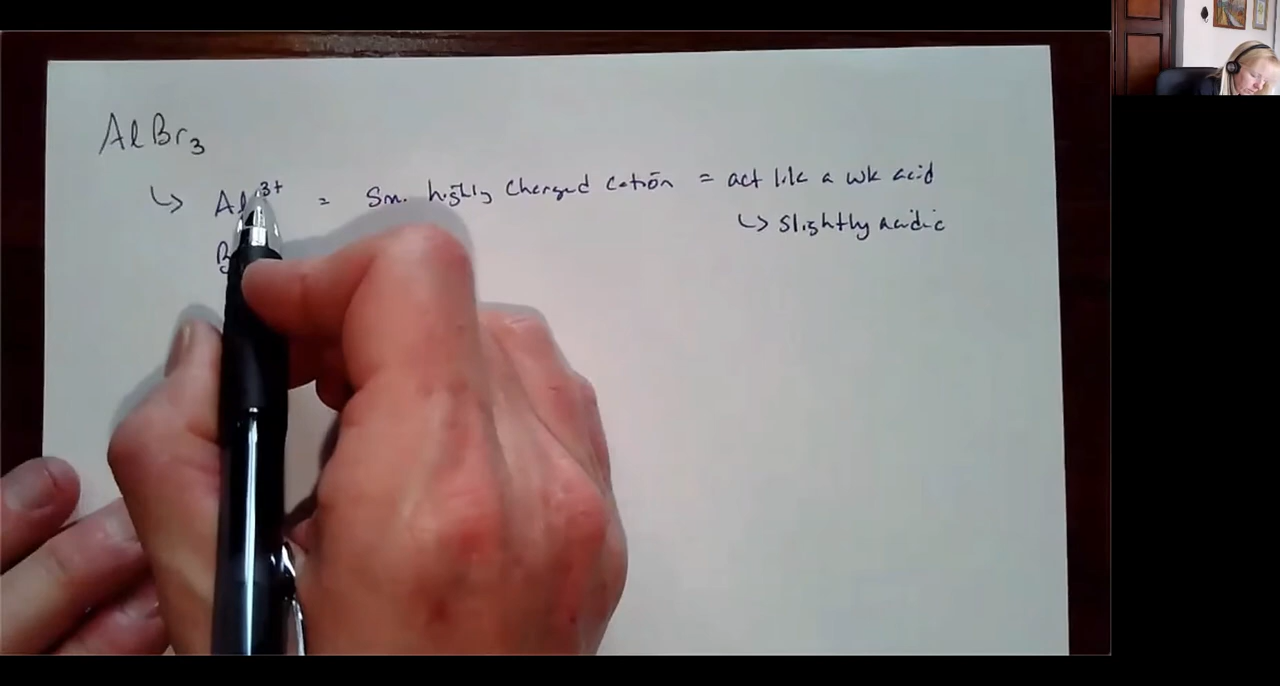 AlBr₃
↳ Al³⁺ = Sm. highly charged cation = act like a wk acid
↳ slightly acidic
B